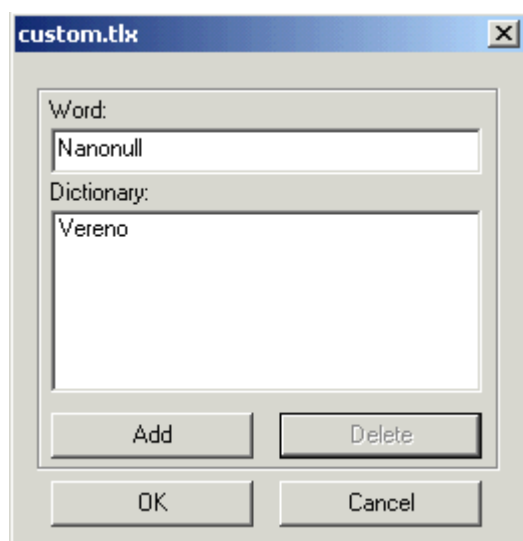 custom.tlx
Word:
Nanonull
Dictionary:
Vereno
Add Delete
OK Cancel